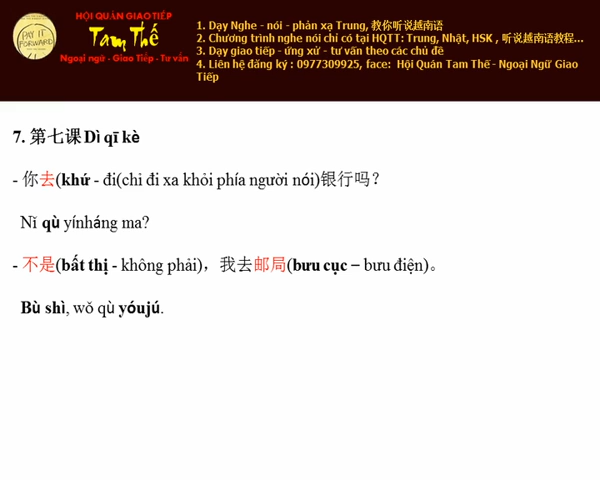 PAY IT
FORWARD
HỘI QUÁN GIAO TIẾP
Tam Thế
Ngoại ngữ - Giao Tiếp - Tư vấn
1. Dạy Nghe - nói - phản xạ Trung, 教你听说越南语
2. Chương trình nghe nói chỉ có tại HQTT: Trung, Nhật, HSK , 听说越南语教程...
3. Dạy giao tiếp - ứng xử - tư vấn theo các chủ đề
4. Liên hệ đăng ký : 0977309925, face: Hội Quán Tam Thế - Ngoại Ngữ Giao
Tiếp
7. 第七课 Dì qī kè
- 你去(khứ - đi(chỉ đi xa khỏi phía người nói)银行吗?
Nǐ qù yínháng ma?
- 不是(bất thị - không phải)，我去邮局(bưu cục – bưu điện)。
Bù shì, wǒ qù yóujú.